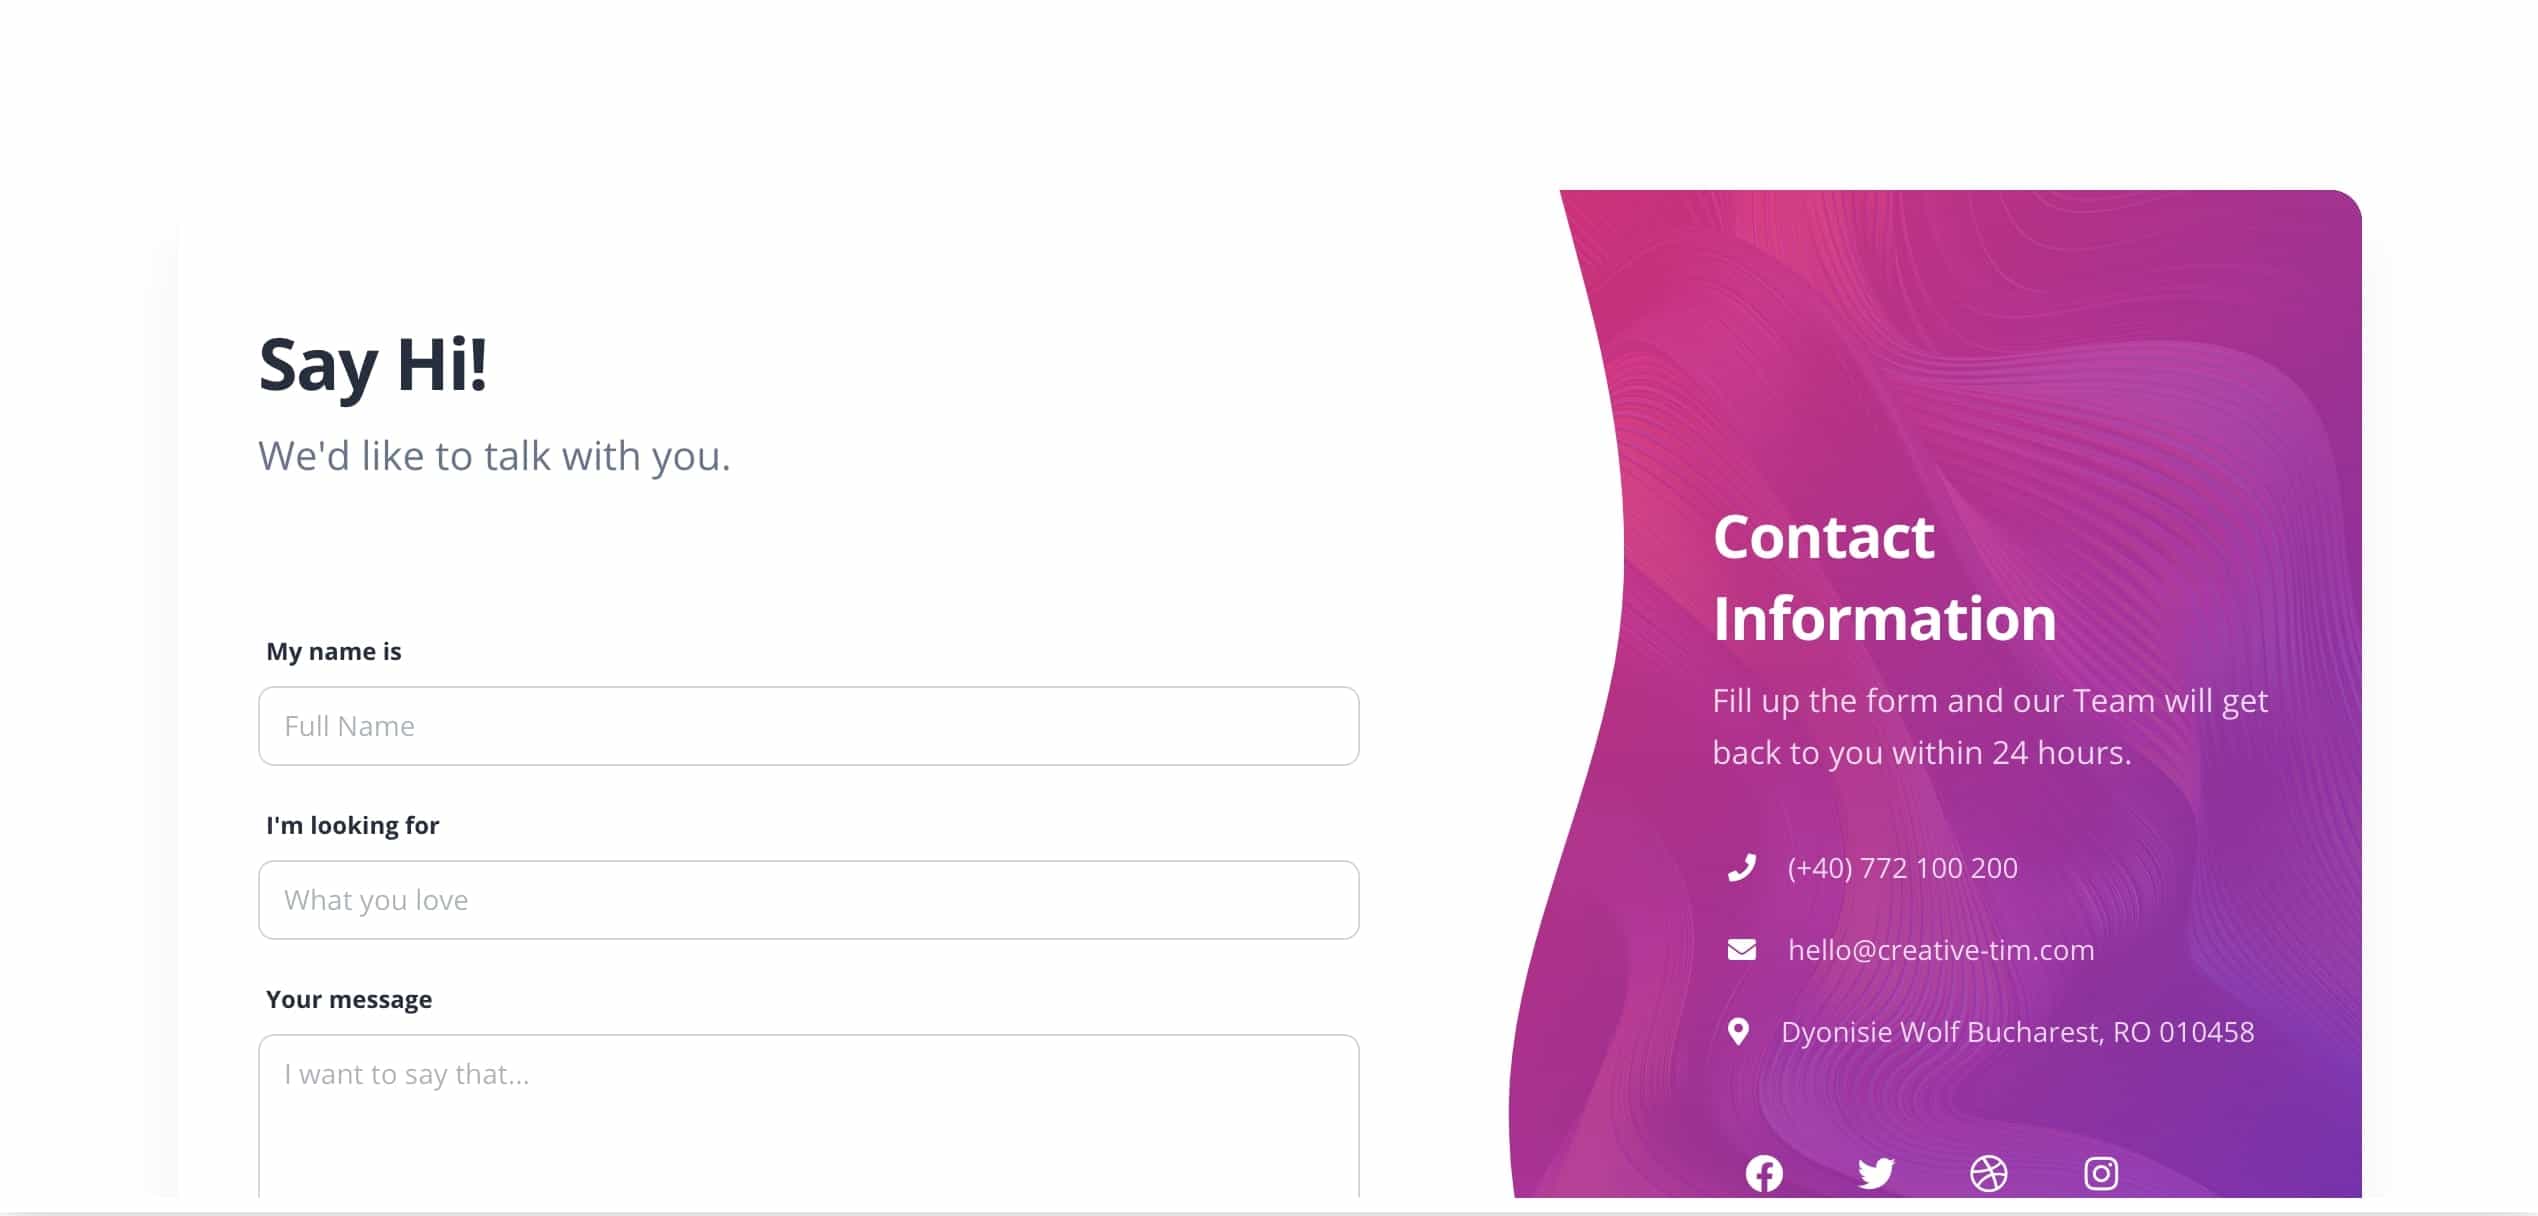 Say Hi!
We'd like to talk with you.
My name is
Full Name
I'm looking for
What you love
Your message
I want to say that...
Contact
Information
Fill up the form and our Team will get
back to you within 24 hours.
(+40) 772 100 200
hello@creative-tim.com
Dyonisie Wolf Bucharest, RO 010458